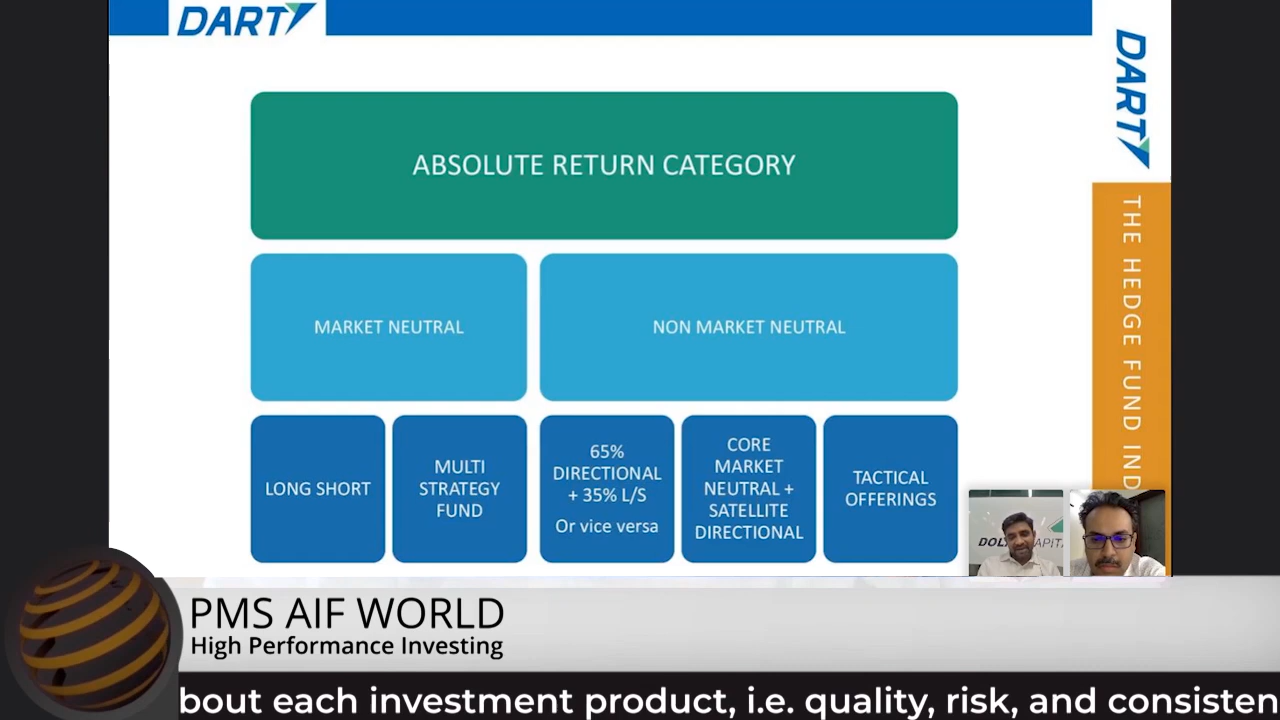 DART
DART
THE HEDGE FUND IND
ABSOLUTE RETURN CATEGORY
MARKET NEUTRAL
NON MARKET NEUTRAL
LONG SHORT
MULTI
STRATEGY
FUND
65%
DIRECTIONAL
+ 35% L/S
Or vice versa
CORE
MARKET
NEUTRAL +
SATELLITE
DIRECTIONAL
TACTICAL
OFFERINGS
PMS AIF WORLD
High Performance Investing
bout each investment product, i.e. quality, risk, and consisten